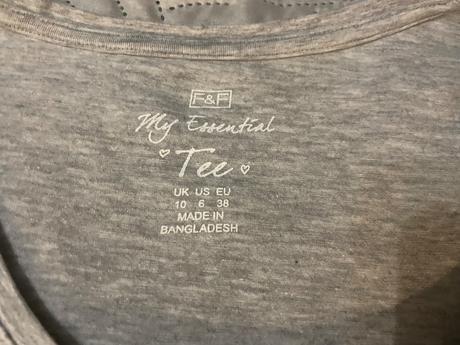 F&F
My Essential
Tee
UK US EU
10 6 38
MADE IN
BANGLADESH